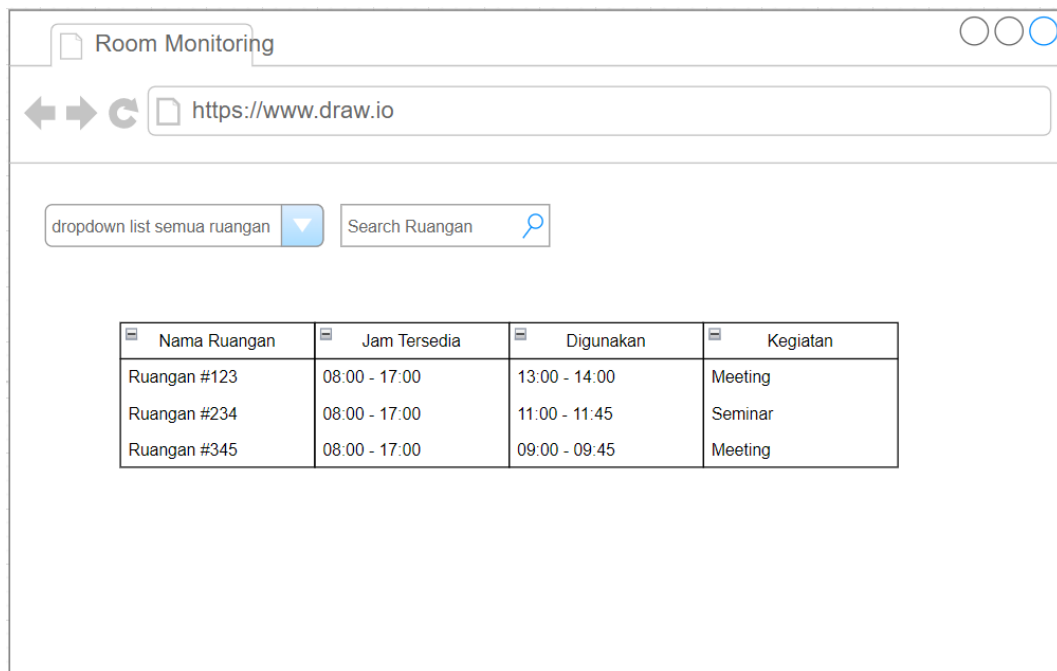 Room Monitoring
https://www.draw.io
dropdown list semua ruangan
Search Ruangan
Nama Ruangan Jam Tersedia Digunakan Kegiatan
Ruangan #123 08:00 - 17:00 13:00 - 14:00 Meeting
Ruangan #234 08:00 - 17:00 11:00 - 11:45 Seminar
Ruangan #345 08:00 - 17:00 09:00 - 09:45 Meeting